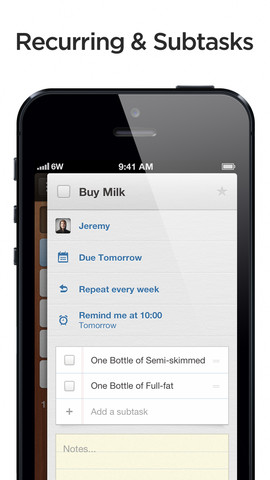 Recurring & Subtasks
6W 9:41 AM
Buy Milk
Jeremy
Due Tomorrow
Repeat every week
Remind me at 10:00
Tomorrow
One Bottle of Semi-skimmed
One Bottle of Full-fat
Add a subtask
Notes...